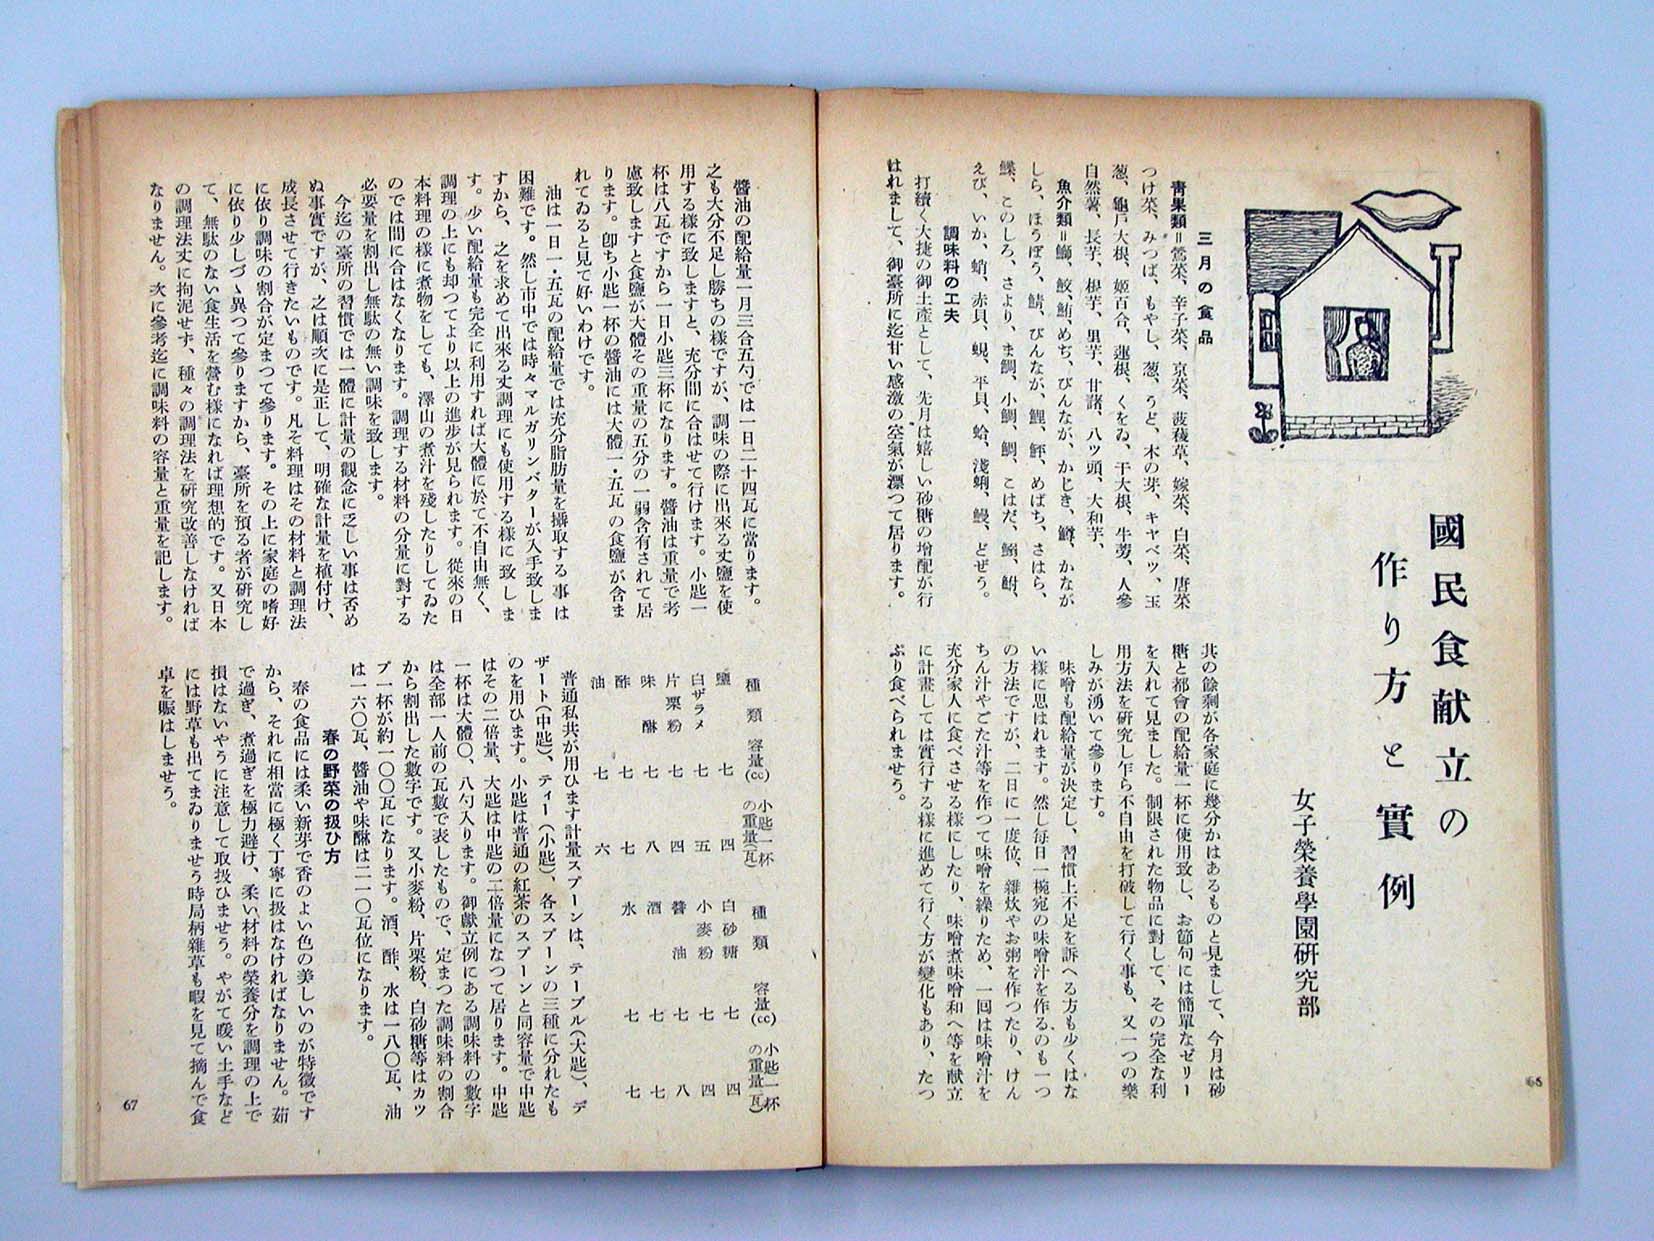 國民食献立の
作り方と實例
女子榮養學園研究部
三月の食品
靑果類＝鶯菜、辛子菜、京菜、菠薐草、嫁菜、白菜、唐菜
つけ菜、みつば、もやし、葱、うど、木の芽、キャベツ、玉
葱、龜戸大根、姬百合、蓮根、くをゐ、干大根、牛蒡、人參
自然薯、長芋、根芋、里芋、甘諸、八ツ頭、大和芋、
魚介類＝鰤、鮫、鮪、めぢ、びんなが、かじき、鱒、かなが
しら、ほうぼう、鯖、びんなが、鯉、めばち、さはら、
鰈、このしろ、さより、ま鯛、小鯛、鯛、こはだ、鰯、鮒、
えび、いか、蛸、赤貝、蜆、平貝、蛤、淺蜊、鰻、どぜう。
調味料の工夫
打續く大捷の御土產として、先月は嬉しい砂糖の增配が行
はれまして、御臺所に迄甘い感激の空氣が漂つて居ります。
共の餘剩が各家庭に幾分かはあるものと見まして、今月は砂
糖と都會の配給量一杯に使用致し、お節句には簡單なゼリー
を入れて見ました。制限された物品に對して、その完全な利
用方法を硏究し乍ら不自由を打破して行く事も、又一つの樂
しみが湧いて參ります。
味噌も配給量が決定し、習慣上不足を訴へる方も少くはな
い樣に思はれます。然し每日一椀宛の味噌汁を作るのも一つ
の方法ですが、二日に一度位、雜炊やお粥を作つたり、けん
ちん汁やごた汁等を作つて味噌を繰りため、一回は味噌汁を
充分家人に食べさせる樣にしたり、味噌煮味噌和へ等を献立
に計畫しては實行する樣に進めて行く方が變化もあり、たつ
ぷり食べられませう。
68
醬油の配給量一月三合五勺では一日二十四瓦に當ります。
之も大分不足し勝ちの樣ですが、調味の際に出來る丈鹽を使
用する樣に致しますと、充分間に合はせて行けます。小匙一
杯は八瓦ですから一日小匙三杯になります。醬油は重量で考
慮致しますと食鹽が大體その重量の五分の一弱含有されて居
ります。卽ち小匙一杯の醬油には大體一・五瓦の食鹽が含ま
れてゐると見て好いわけです。
油は一日一・五瓦の配給量では充分脂肪量を攝取する事は
困難です。然し市中では時々マルガリンバターが入手致しま
すから、之を求めて出來る丈調理にも使用する樣に致しま
す。少い配給量も完全に利用すれば大體に於て不自由無く、
調理の上にも却つてより以上の進步が見られます。從來の日
本料理の樣に煮物をしても、澤山の煮汁を殘したりしてゐた
のでは間に合はなくなります。調理する材料の分量に對する
必要量を割出し無駄の無い調味を致します。
今迄の臺所の習慣では一體に計量の觀念に乏しい事は否め
ぬ事實ですが、之は順次に是正して、明確な計量を植付け、
成長させて行きたいものです。凡そ料理はその材料と調理法
に依り調味の割合が定まつて參ります。その上に家庭の嗜好
に依り少しづゝ異つて參りますから、臺所を預る者が研究し
て、無駄のない食生活を營む樣になれば理想的です。又日本
の調理法丈に拘泥せず、種々の調理法を研究改善しなければ
なりません。次に參考迄に調味料の容量と重量を記します。
種類 容量(cc) 小匙一杯の重量(瓦)
鹽 七 四
白ザラメ 七 五
片栗粉 七 四
味醂 七 八
酢 七 七
油 七 六
種類 容量(cc) 小匙一杯の重量(瓦)
白砂糖 七 四
小麥粉 七 四
醬油 七 八
酒 七 七
水 七 七
普通私共が用ひます計量スプーンは、テーブル(大匙)、デ
ザート(中匙)、ティー(小匙)、各スプーンの三種に分れたも
のを用ひます。小匙は普通の紅茶のスプーンと同容量で中匙
はその二倍量、大匙は中匙の二倍量になつて居ります。中匙
一杯は大體〇、八勺入ります。御献立例にある調味料の數字
は全部一人前の瓦數で表したもので、定まつた調味料の割合
から割出した數字です。又小麥粉、片栗粉、白砂糖等はカツ
プ一杯が約一〇〇瓦になります。酒、酢、水は一八〇瓦、油
は一六〇瓦、醬油や味醂は二一〇瓦位になります。
春の野菜の扱ひ方
春の食品には柔い新芽で香のよい色の美しいのが特徵です
から、それに相當に極く丁寧に扱はなければなりません。茹
で過ぎ、煮過ぎを極力避け、柔い材料の榮養分を調理の上で
損はないやうに注意して取扱ひませう。やがて暖い土手など
には野草も出てまゐりませう時局柄雜草も暇を見て摘んで食
卓を賑はしませう。
67